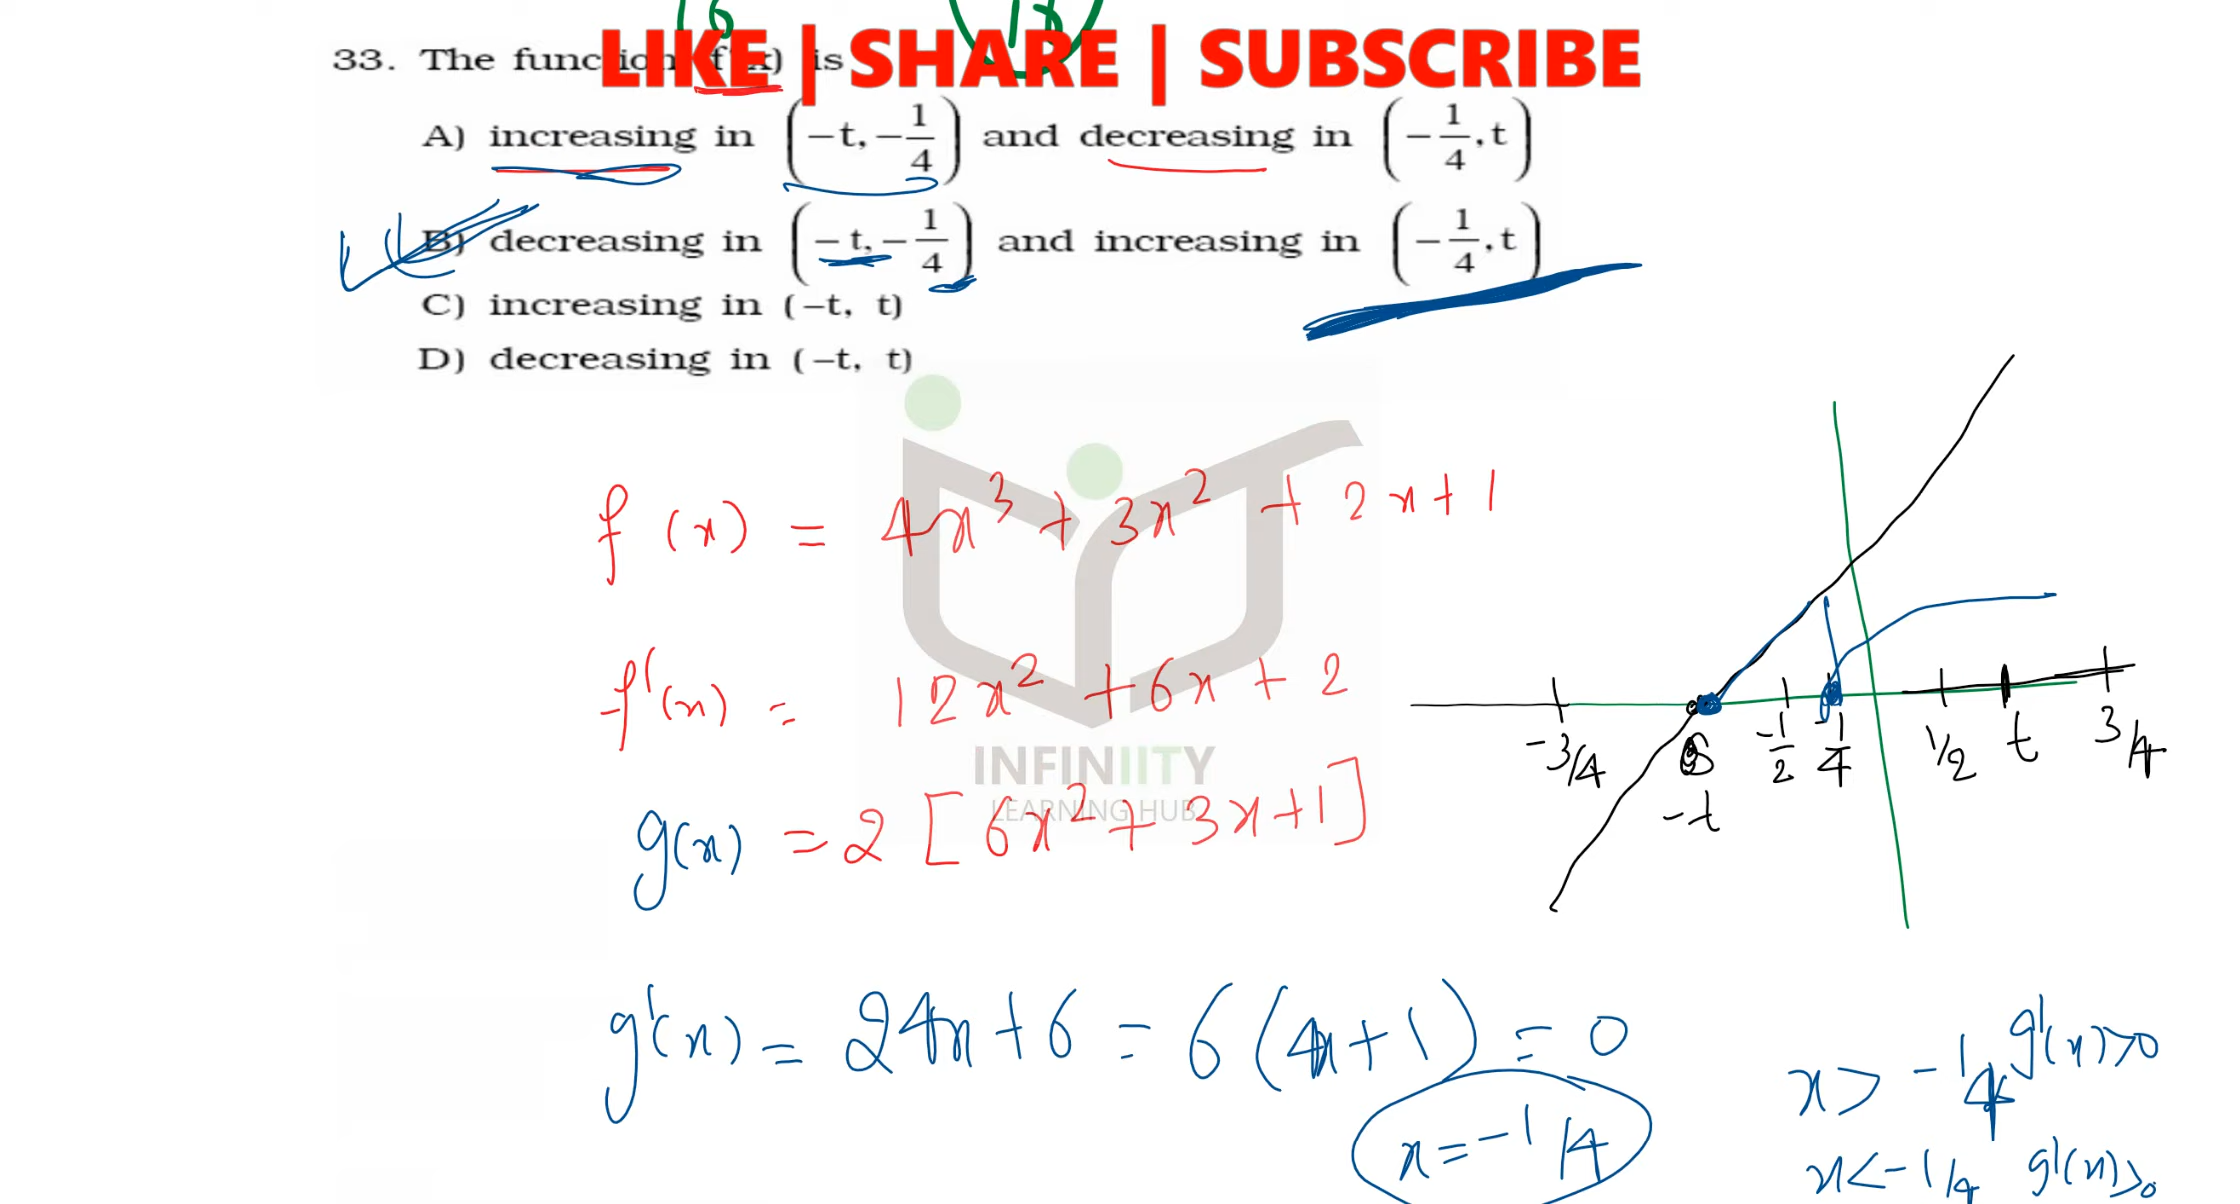 16
18
LIKE | SHARE | SUBSCRIBE
33. The function f'(x) is
A) increasing in (−t, −1/4) and decreasing in (−1/4, t)
B) decreasing in (−t, −1/4) and increasing in (−1/4, t)
C) increasing in (−t, t)
D) decreasing in (−t, t)
f(x) = 4x³ + 3x² + 2x + 1
f'(x) = 12x² + 6x + 2
INFINIITY
LEARNING HUB
g(x) = 2 [6x² + 3x + 1]
-3/4 S -1/2 -1/4 1/2 t 3/4
-t
g'(x) = 24x + 6 = 6(4x + 1) = 0
x = -1/4
x > -1/4 g'(x) > 0
x < -1/4 g'(x) > 0